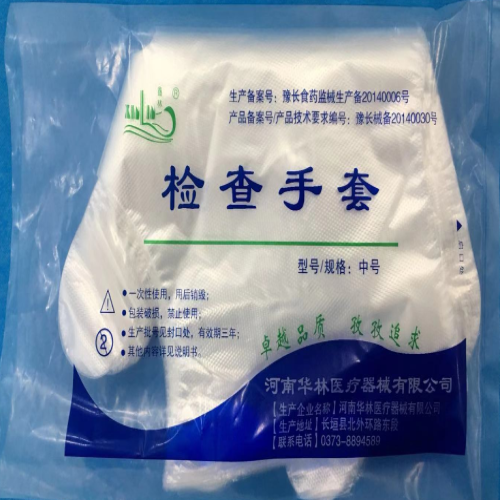 华林
®
生产备案号：豫长食药监械生产备20140006号
产品备案号/产品技术要求编号：豫长械备20140030号
检查手套
型号/规格：中号
一次性使用，用后销毁；
包装破损，禁止使用；
生产批号见封口处，有效期三年；
其他内容详见说明书。
卓越品质 孜孜追求
河南华林医疗器械有限公司
【生产企业名称】河南华林医疗器械有限公司
【生产地址】长垣县北外环路东段
【联系电话】0373-8894589